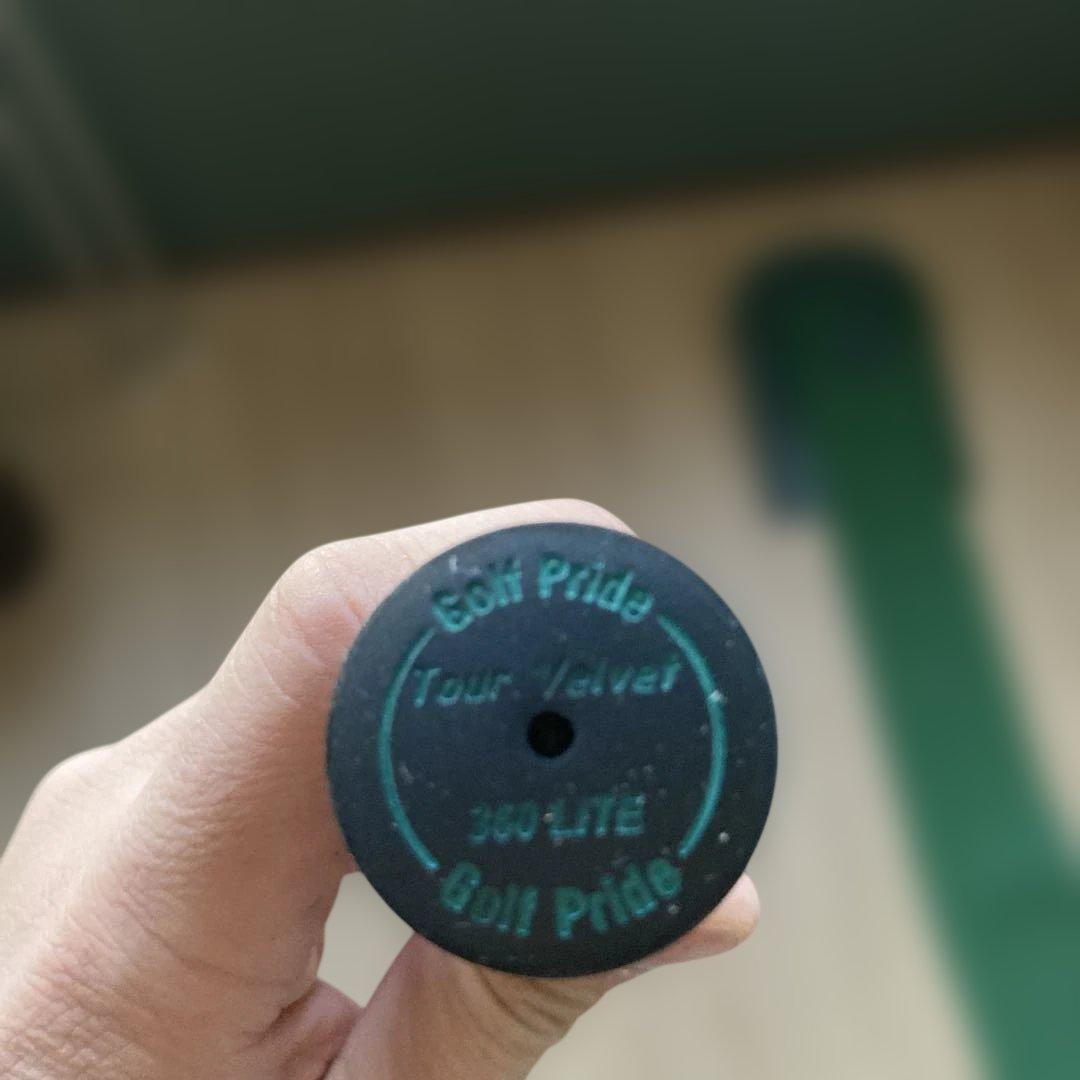 Golf Pride
Tour Velvet
360 LITE
Golf Pride